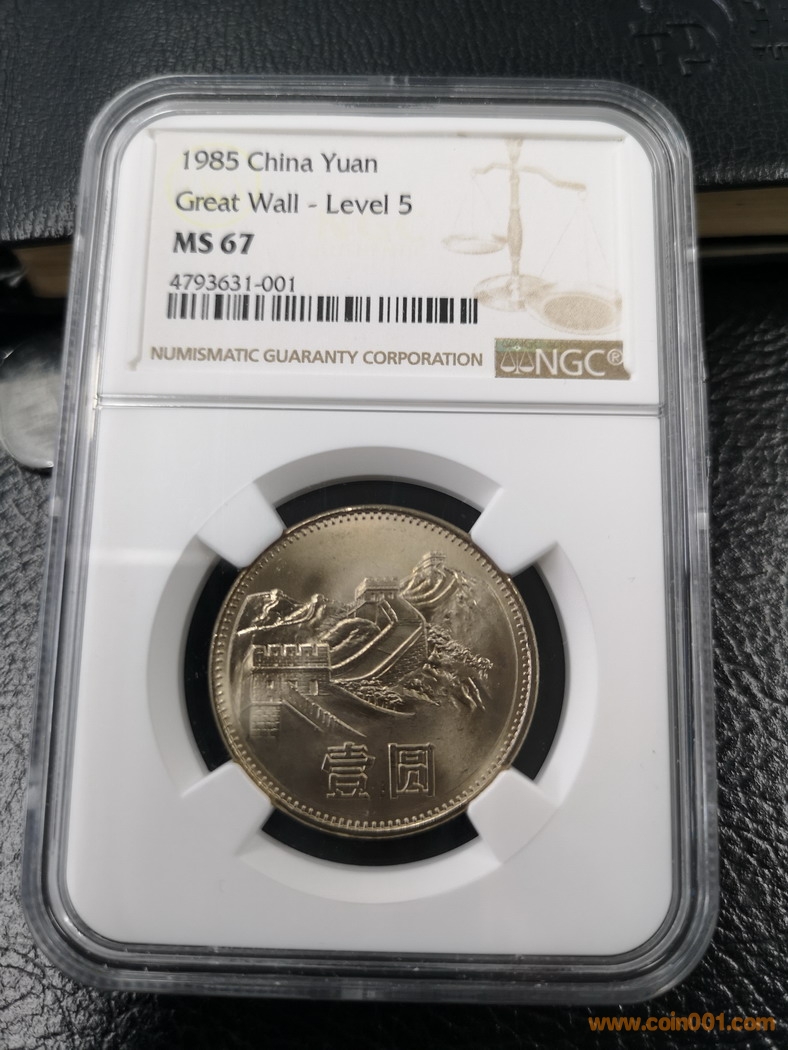 1985 China Yuan
Great Wall - Level 5
MS 67
4793631-001
NUMISMATIC GUARANTY CORPORATION
NGC®
壹圆
www.coin001.com